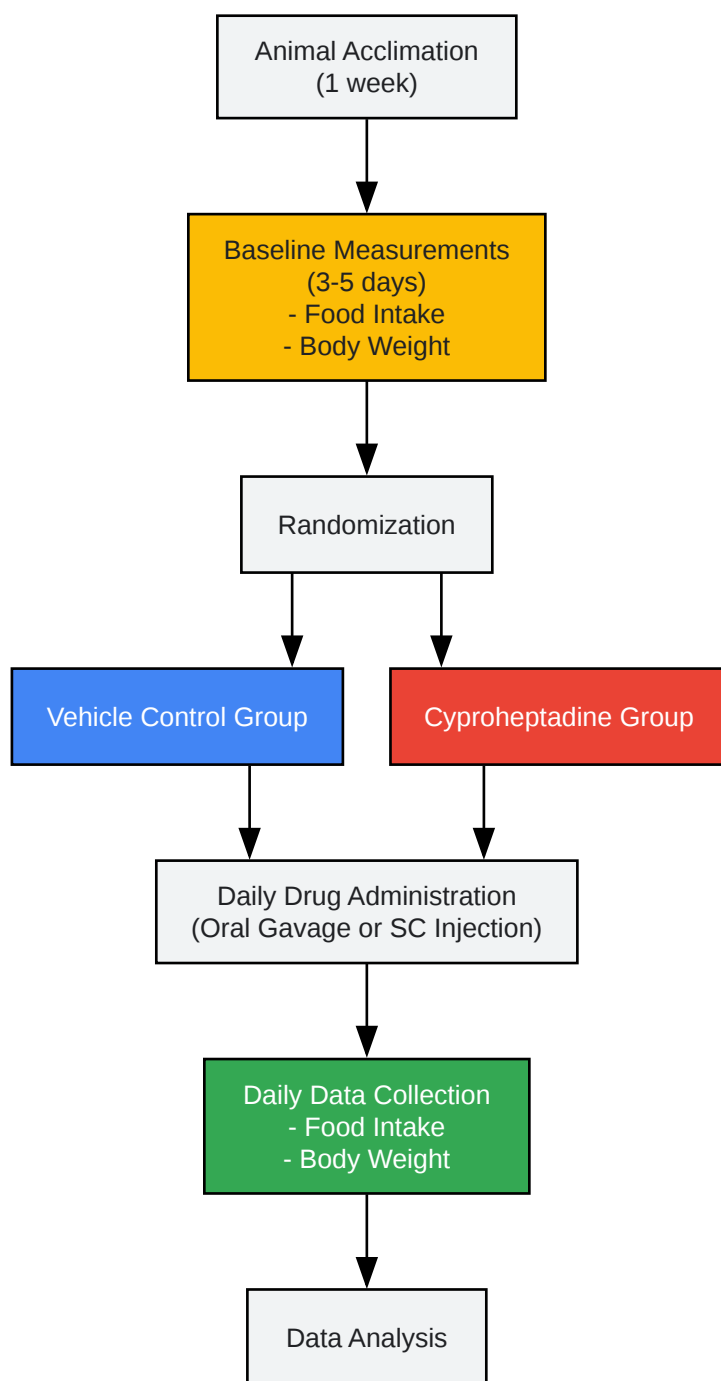 Animal Acclimation
(1 week)
Baseline Measurements
(3-5 days)
- Food Intake
- Body Weight
Randomization
Vehicle Control Group
Cyproheptadine Group
Daily Drug Administration
(Oral Gavage or SC Injection)
Daily Data Collection
- Food Intake
- Body Weight
Data Analysis